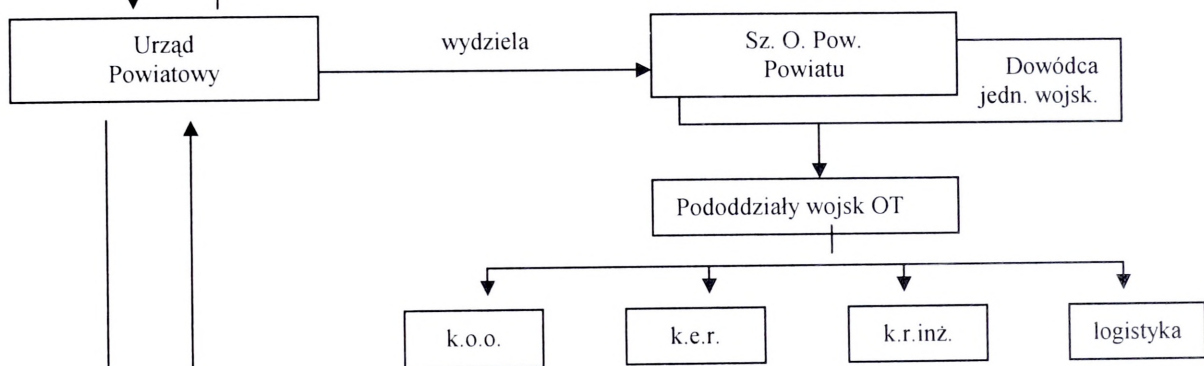 Urząd
Powiatowy
wydziela
Sz. O. Pow.
Powiatu
Dowódca
jedn. wojsk.
Pododdziały wojsk OT
k.o.o.
k.e.r.
k.r.inż.
logistyka